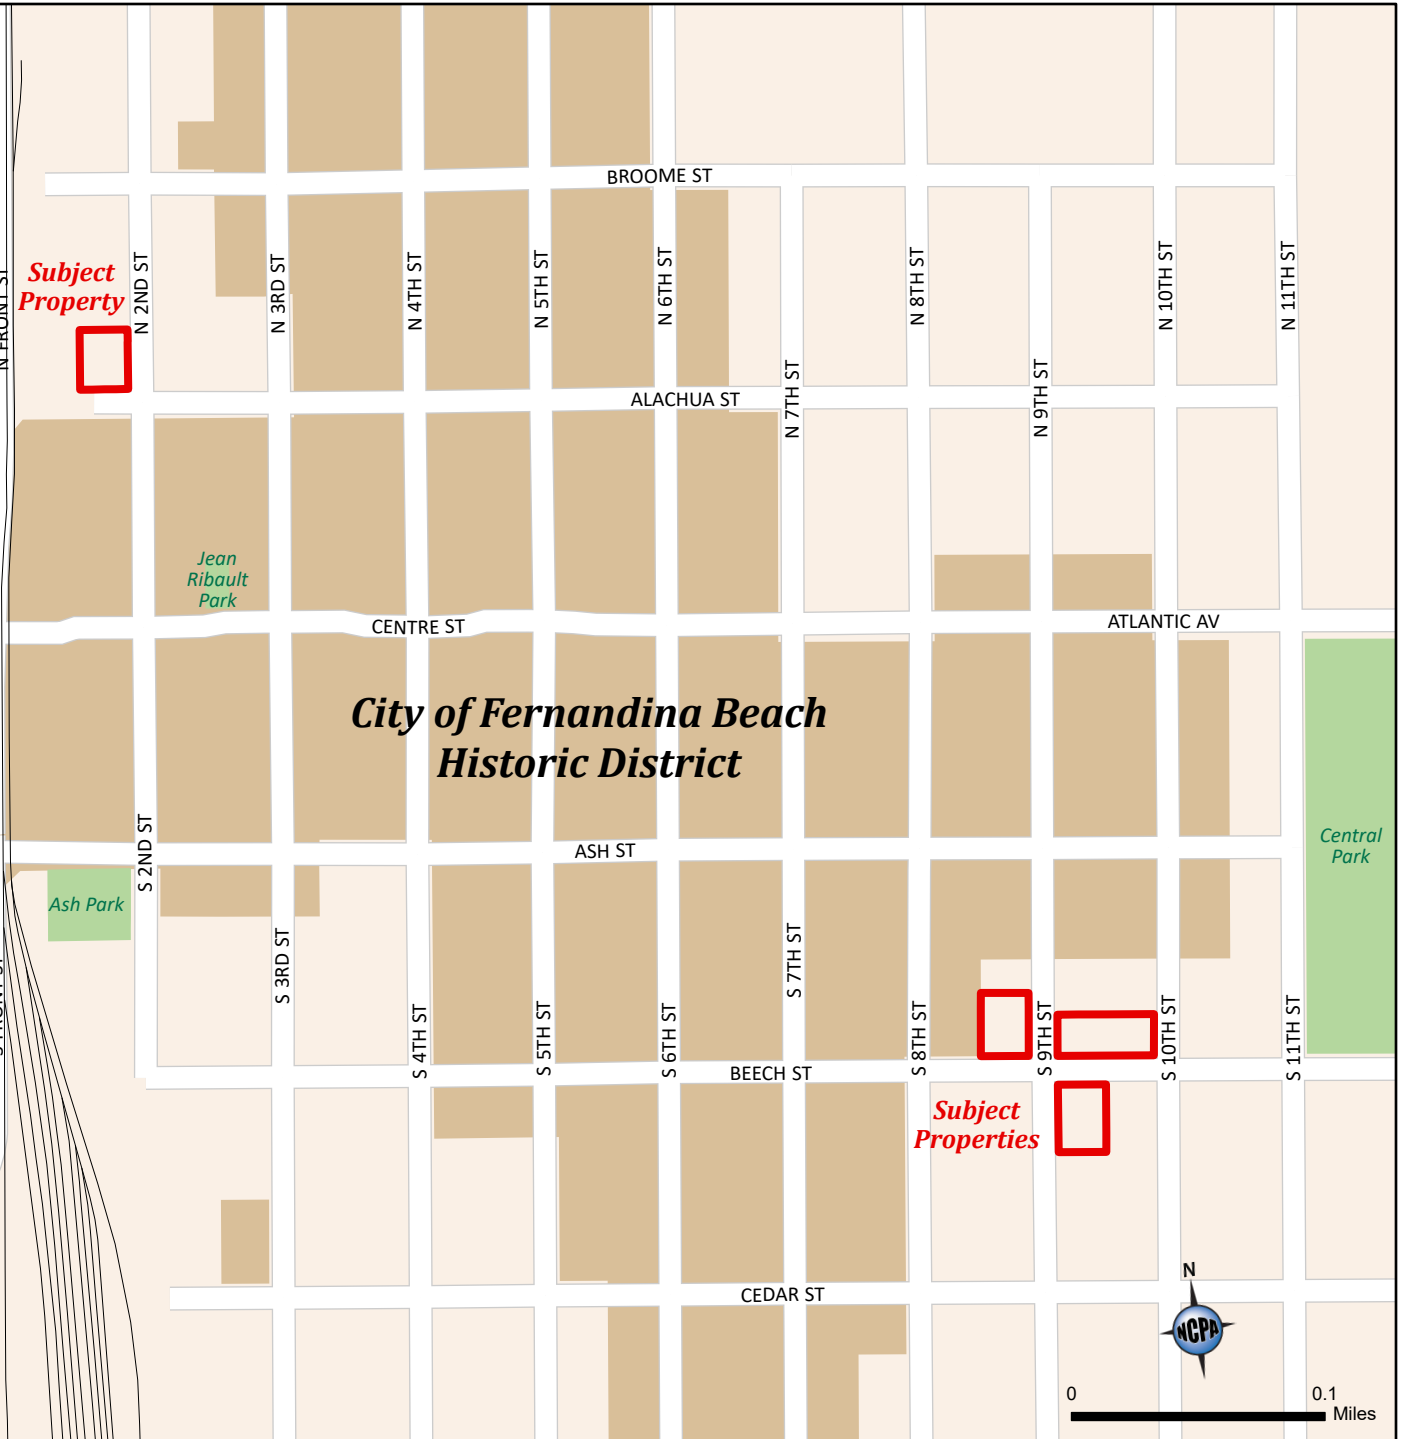 BROOME ST
N FRONT ST
Subject
Property
N 2ND ST
N 3RD ST
N 4TH ST
N 5TH ST
N 6TH ST
N 8TH ST
N 10TH ST
N 11TH ST
N 7TH ST
N 9TH ST
ALACHUA ST
Jean
Ribault
Park
CENTRE ST
ATLANTIC AV
City of Fernandina Beach
Historic District
S 2ND ST
ASH ST
Central
Park
Ash Park
S 3RD ST
S 7TH ST
S FRONT ST
S 4TH ST
S 5TH ST
S 6TH ST
S 8TH ST
S 9TH ST
S 10TH ST
S 11TH ST
BEECH ST
Subject
Properties
CEDAR ST
N
NCPA
0 0.1
Miles